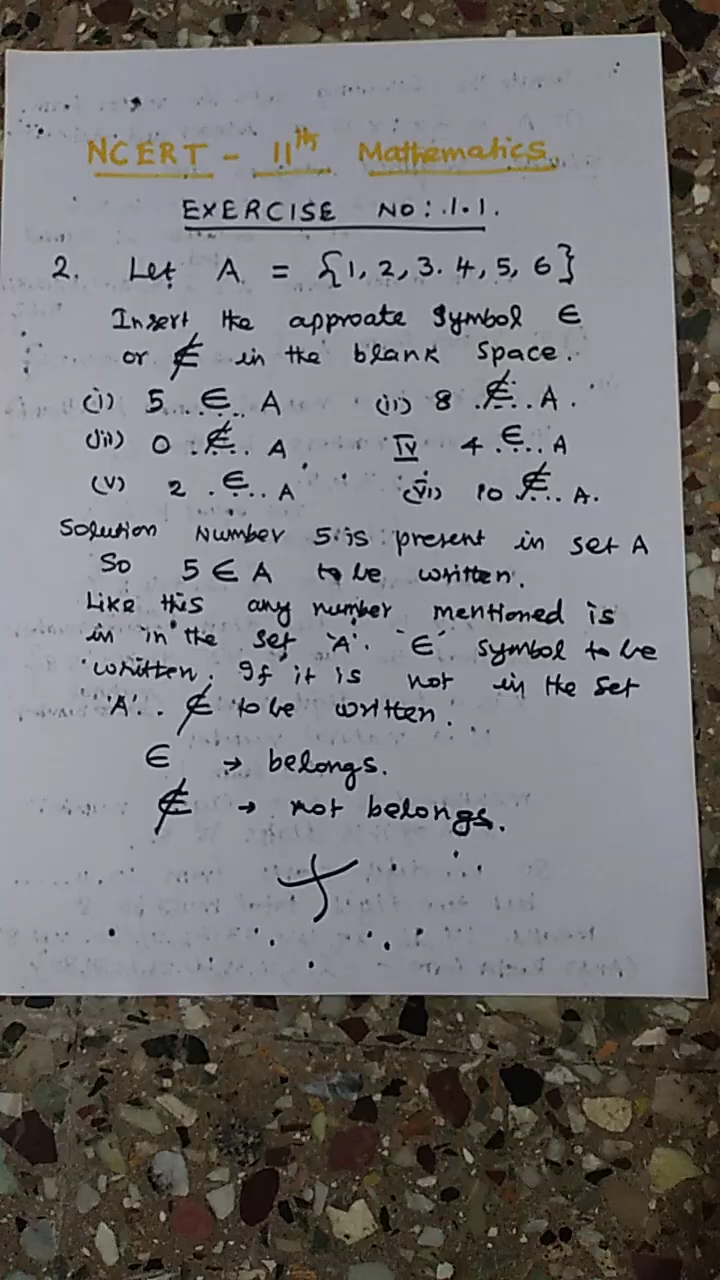 NCERT - 11th Mathematics
EXERCISE NO: 1.1.
2. Let A = {1, 2, 3. 4, 5, 6}
Insert the approate Symbol ∈
or ∉ in the blank Space.
(i) 5 ..∈.. A (ii) 8 .∉.. A.
(iii) 0 .∉.. A IV 4 .∈.. A
(v) 2 .∈.. A (vi) 10 ∉.. A.
Solution Number 5 is present in set A
So 5 ∈ A to be written.
Like this any number mentioned is
in in the set 'A'. '∈' symbol to be
written. If it is not in the set
'A'.. ∉ to be written.
∈ → belongs.
∉ → not belongs.